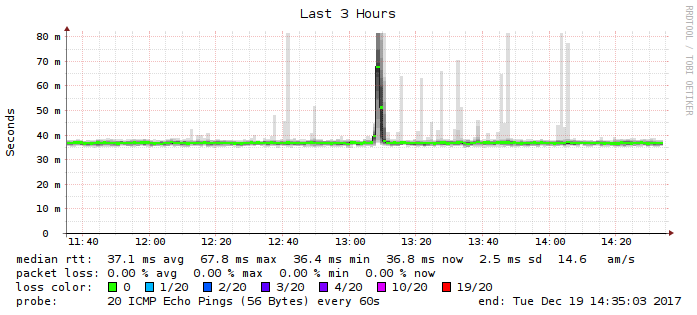 Last 3 Hours
RRDTOOL / TOBI OETIKER
Seconds
80 m
70 m
60 m
50 m
40 m
30 m
20 m
10 m
0
11:40 12:00 12:20 12:40 13:00 13:20 13:40 14:00 14:20
median rtt: 37.1 ms avg 67.8 ms max 36.4 ms min 36.8 ms now 2.5 ms sd 14.6 am/s
packet loss: 0.00 % avg 0.00 % max 0.00 % min 0.00 % now
loss color: 0 1/20 2/20 3/20 4/20 10/20 19/20
probe: 20 ICMP Echo Pings (56 Bytes) every 60s end: Tue Dec 19 14:35:03 2017